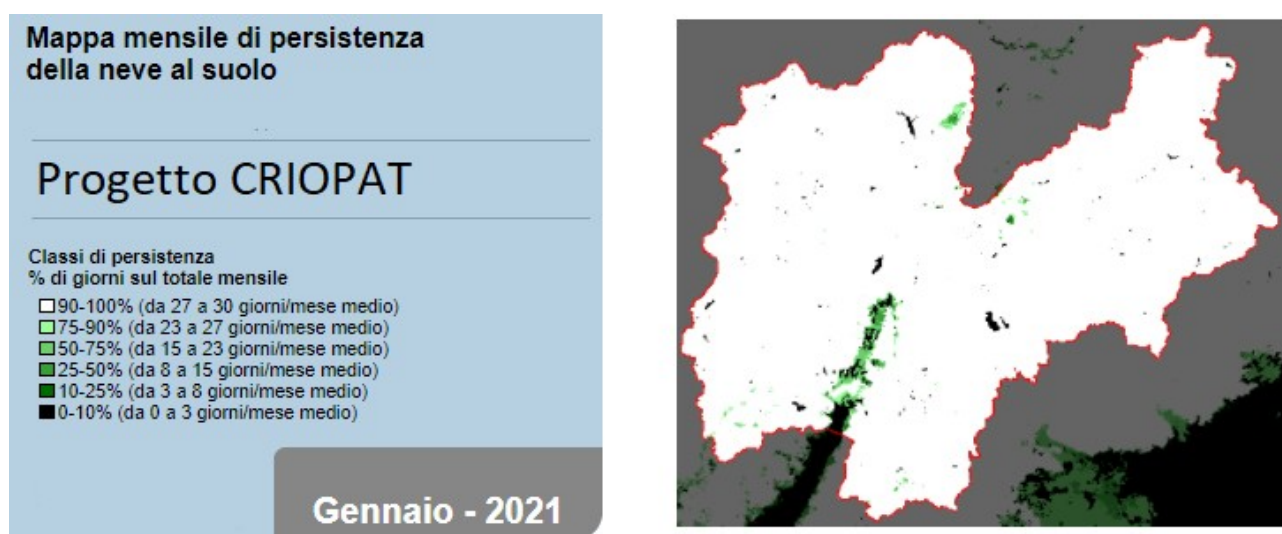 Mappa mensile di persistenza
della neve al suolo
Progetto CRIOPAT
Classi di persistenza
% di giorni sul totale mensile
90-100% (da 27 a 30 giorni/mese medio)
75-90% (da 23 a 27 giorni/mese medio)
50-75% (da 15 a 23 giorni/mese medio)
25-50% (da 8 a 15 giorni/mese medio)
10-25% (da 3 a 8 giorni/mese medio)
0-10% (da 0 a 3 giorni/mese medio)
Gennaio - 2021